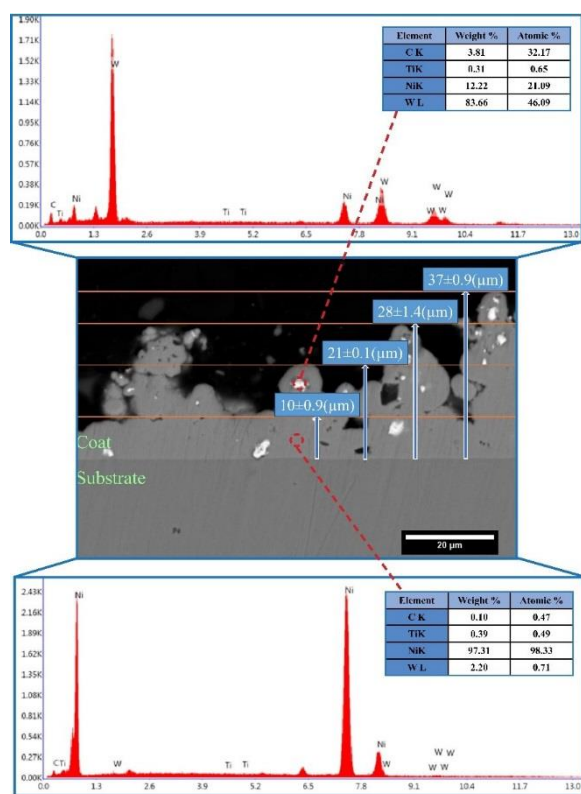 1.90K
1.71K
1.52K
1.33K
1.14K
0.95K
0.76K
0.57K
0.38K
0.19K
0.00K
W
C
Ti
Ni
Ti
Ti
Ni
Ni
W
W
W
W
W
0.0 1.3 2.6 3.9 5.2 6.5 7.8 9.1 10.4 11.7 13.0
Element Weight % Atomic %
C K 3.81 32.17
TiK 0.31 0.65
NiK 12.22 21.09
W L 83.66 46.09
37±0.9(µm)
28±1.4(µm)
21±0.1(µm)
10±0.9(µm)
Coat
Substrate
20 µm
2.43K
2.16K
1.89K
1.62K
1.35K
1.08K
0.81K
0.54K
0.27K
0.00K
Ni
CTi
W
Ti
Ti
Ni
Ni
W
W
W
W
W
0.0 1.3 2.6 3.9 5.2 6.5 7.8 9.1 10.4 11.7 13.0
Element Weight % Atomic %
C K 0.10 0.47
TiK 0.39 0.49
NiK 97.31 98.33
W L 2.20 0.71